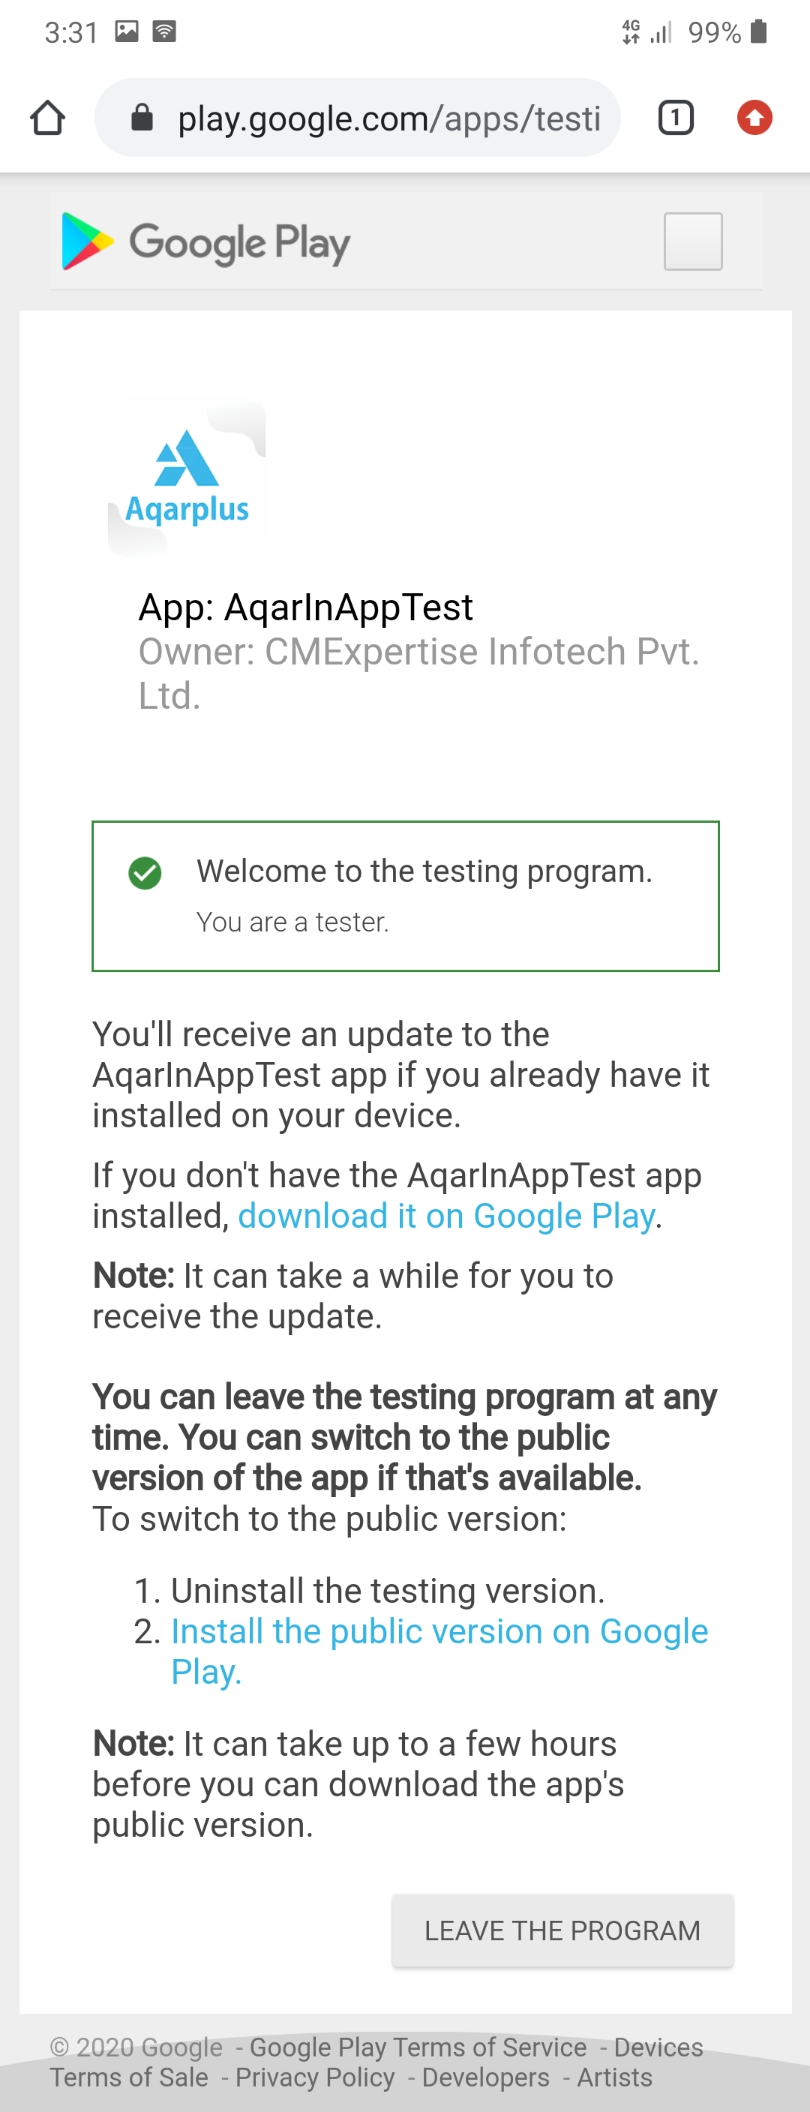 3:31
4G
99%
play.google.com/apps/testi
1
Google Play
Aqarplus
App: AqarInAppTest
Owner: CMExpertise Infotech Pvt.
Ltd.
Welcome to the testing program.
You are a tester.
You'll receive an update to the
AqarInAppTest app if you already have it
installed on your device.
If you don't have the AqarInAppTest app
installed, download it on Google Play.
Note: It can take a while for you to
receive the update.
You can leave the testing program at any
time. You can switch to the public
version of the app if that's available.
To switch to the public version:
1. Uninstall the testing version.
2. Install the public version on Google
Play.
Note: It can take up to a few hours
before you can download the app's
public version.
LEAVE THE PROGRAM
© 2020 Google - Google Play Terms of Service - Devices
Terms of Sale - Privacy Policy - Developers - Artists